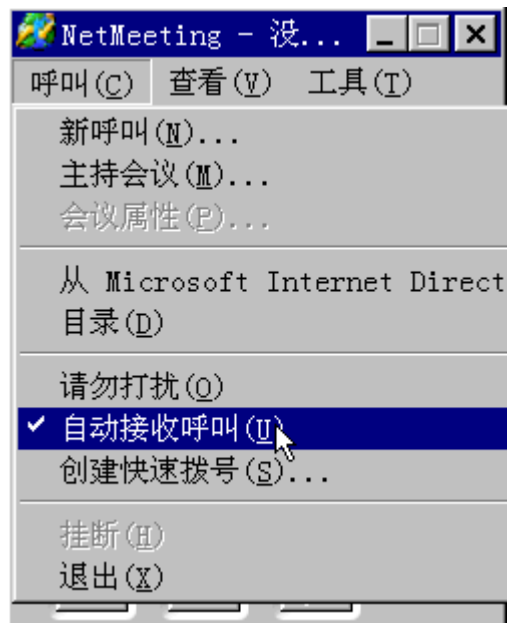 NetMeeting - 没...
呼叫(C) 查看(V) 工具(T)
新呼叫(N)...
主持会议(M)...
会议属性(P)...
从 Microsoft Internet Direct
目录(D)
请勿打扰(O)
自动接收呼叫(U)
创建快速拨号(S)...
挂断(H)
退出(X)